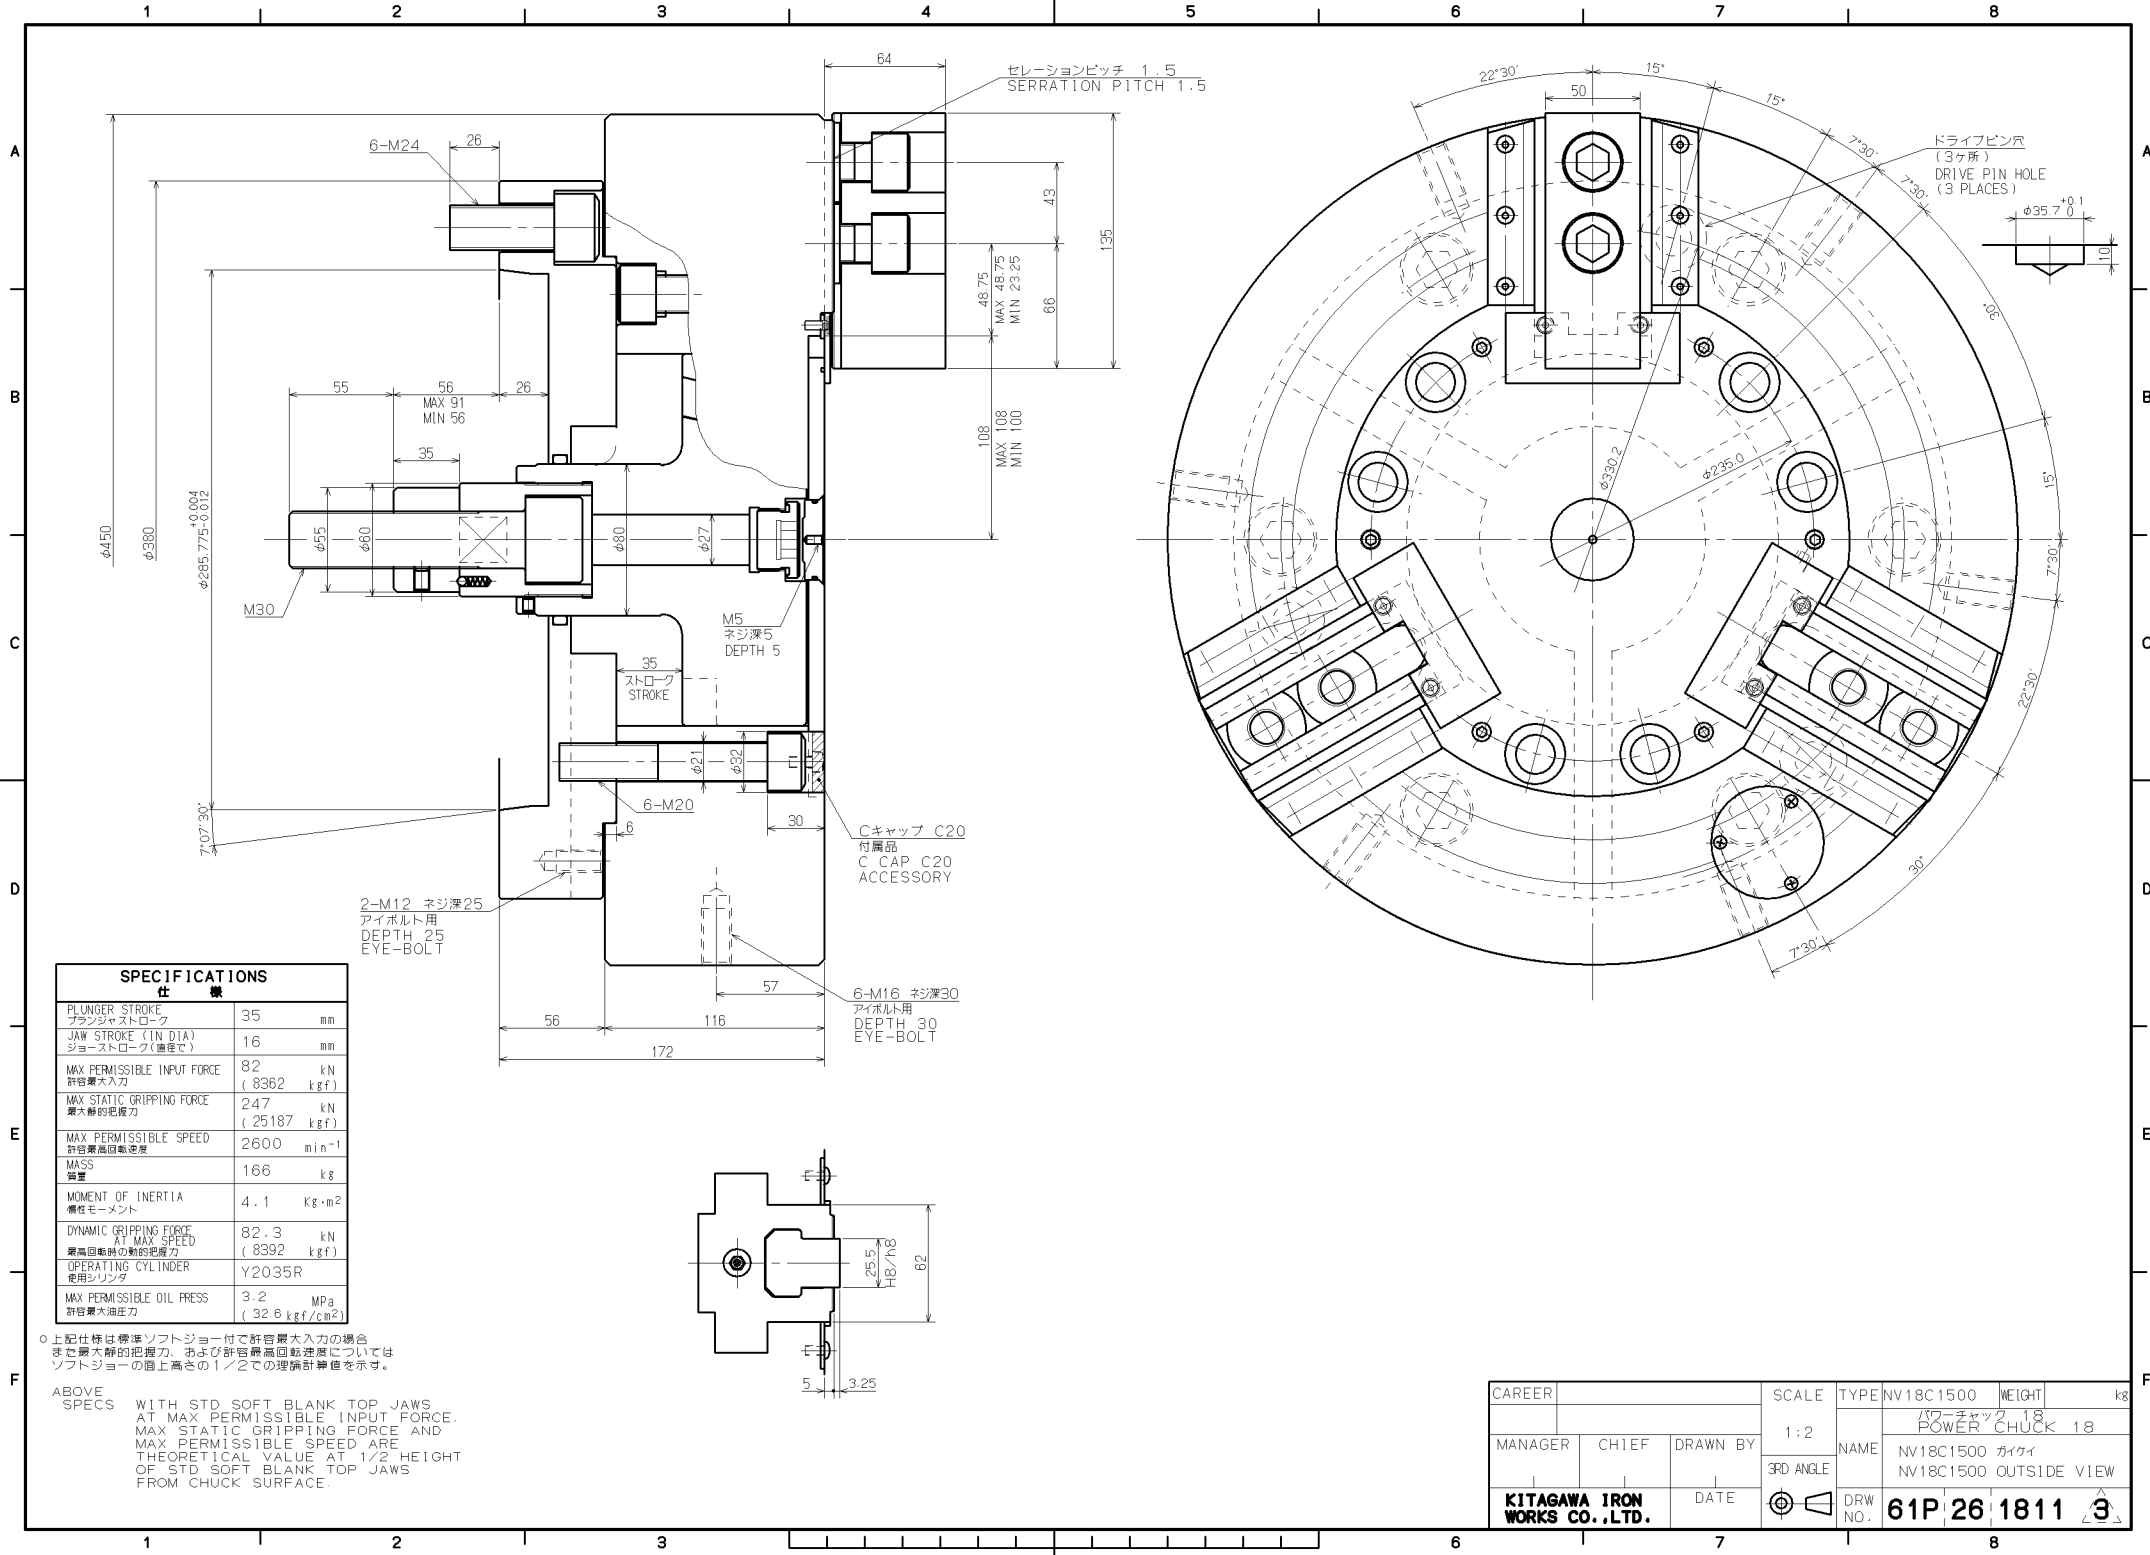 1 2 3 4 5 6 7 8
A
B
C
D
E
F
A
B
C
D
E
F
64
セレーションピッチ 1.5
SERRATION PITCH 1.5
6-M24
26
43
135
48.75
MAX 48.75
MIN 23.25
66
108
MAX 108
MIN 100
φ450
φ380
φ285.775 +0.004 -0.012
55
56
MAX 91
MIN 56
26
35
φ55
φ60
φ80
φ27
M30
M5
ネジ深5
DEPTH 5
35
ストローク
STROKE
φ21
φ32
6-M20
6
30
7°07'30"
Cキャップ C20
付属品
C CAP C20
ACCESSORY
2-M12 ネジ深25
アイボルト用
DEPTH 25
EYE-BOLT
57
6-M16 ネジ深30
アイボルト用
DEPTH 30
EYE-BOLT
56
116
172
22°30'
15°
50
15°
7°30'
7°30'
ドライブピン穴
(3ヶ所)
DRIVE PIN HOLE
(3 PLACES)
φ35.7 +0.1 0
10
30°
φ330.2
φ235.0
15°
7°30'
22°30'
30°
7°30'
25.5
H8/h8
62
5
3.25
SPECIFICATIONS
仕 様
PLUNGER STROKE
プランジャストローク
35 mm
JAW STROKE (IN DIA)
ジョーストローク(直径で)
16 mm
MAX PERMISSIBLE INPUT FORCE
許容最大入力
82 kN
( 8362 kgf)
MAX STATIC GRIPPING FORCE
最大静的把握力
247 kN
( 25187 kgf)
MAX PERMISSIBLE SPEED
許容最高回転速度
2600 min-1
MASS
質量
166 kg
MOMENT OF INERTIA
慣性モーメント
4.1 Kg·m2
DYNAMIC GRIPPING FORCE
AT MAX SPEED
最高回転時の動的把握力
82.3 kN
( 8392 kgf)
OPERATING CYLINDER
使用シリンダ
Y2035R
MAX PERMISSIBLE OIL PRESS
許容最大油圧力
3.2 MPa
( 32.6 kgf/cm2)
○上記仕様は標準ソフトジョー付で許容最大入力の場合
また最大静的把握力、および許容最高回転速度については
ソフトジョーの面上高さの1／2での理論計算値を示す。
ABOVE
SPECS WITH STD SOFT BLANK TOP JAWS
AT MAX PERMISSIBLE INPUT FORCE.
MAX STATIC GRIPPING FORCE AND
MAX PERMISSIBLE SPEED ARE
THEORETICAL VALUE AT 1/2 HEIGHT
OF STD SOFT BLANK TOP JAWS
FROM CHUCK SURFACE.
CAREER
SCALE
1:2
3RD ANGLE
TYPE NV18C1500 WEIGHT kg
NAME
パワーチャック 18
POWER CHUCK 18
NV18C1500 ガイケイ
NV18C1500 OUTSIDE VIEW
MANAGER CHIEF DRAWN BY
DATE
KITAGAWA IRON
WORKS CO.,LTD.
DRW
NO.
61P 26 1811 3
1 2 3 4 5 6 7 8